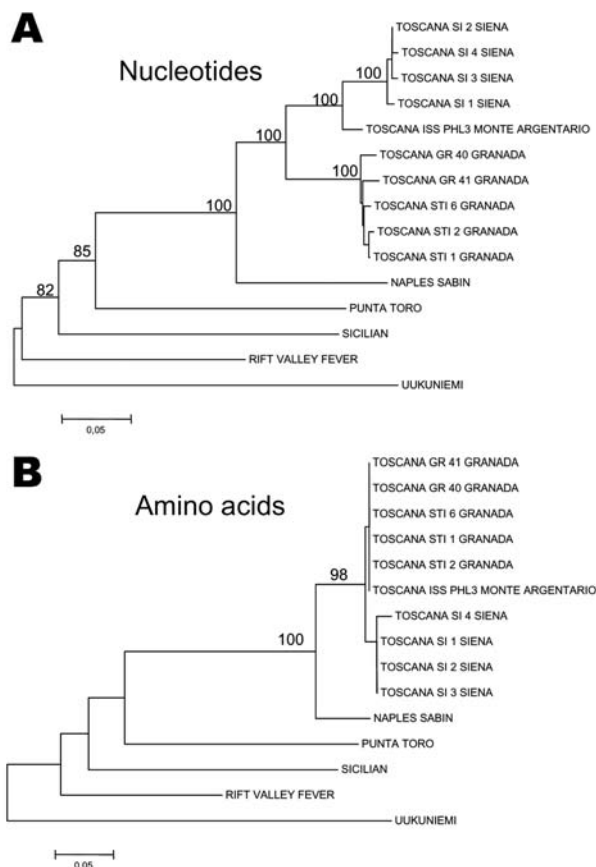 A
Nucleotides
TOSCANA SI 2 SIENA
100
TOSCANA SI 4 SIENA
TOSCANA SI 3 SIENA
100
TOSCANA SI 1 SIENA
TOSCANA ISS PHL3 MONTE ARGENTARIO
100
TOSCANA GR 40 GRANADA
100
TOSCANA GR 41 GRANADA
TOSCANA STI 6 GRANADA
100
TOSCANA STI 2 GRANADA
TOSCANA STI 1 GRANADA
85
NAPLES SABIN
82
PUNTA TORO
SICILIAN
RIFT VALLEY FEVER
UUKUNIEMI
0,05
B
Amino acids
TOSCANA GR 41 GRANADA
TOSCANA GR 40 GRANADA
TOSCANA STI 6 GRANADA
TOSCANA STI 1 GRANADA
TOSCANA STI 2 GRANADA
98
TOSCANA ISS PHL3 MONTE ARGENTARIO
TOSCANA SI 4 SIENA
100
TOSCANA SI 1 SIENA
TOSCANA SI 2 SIENA
TOSCANA SI 3 SIENA
NAPLES SABIN
PUNTA TORO
SICILIAN
RIFT VALLEY FEVER
UUKUNIEMI
0.05